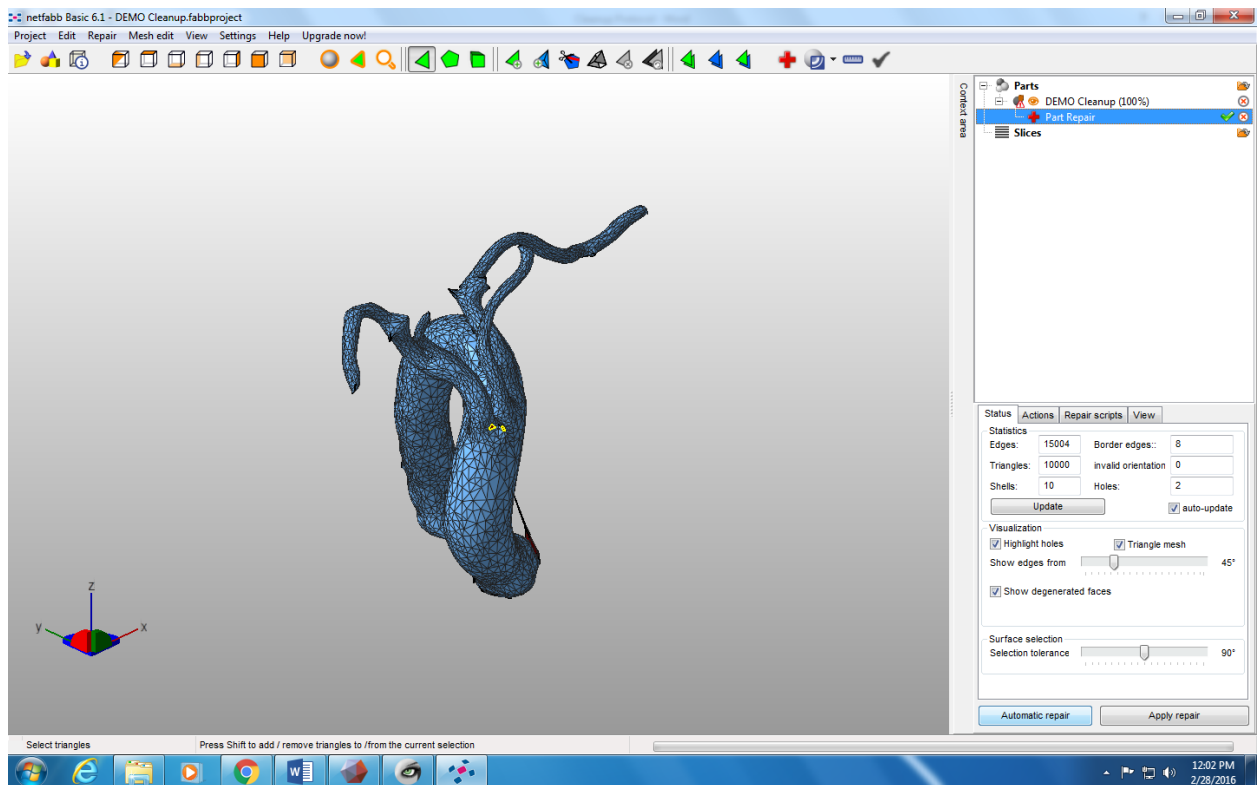 netfabb Basic 6.1 - DEMO Cleanup.fabbproject
Project Edit Repair Mesh edit View Settings Help Upgrade now!
Context area
Parts
DEMO Cleanup (100%)
Part Repair
Slices
Status Actions Repair scripts View
Statistics
Edges: 15004 Border edges:: 8
Triangles: 10000 invalid orientation 0
Shells: 10 Holes: 2
Update auto-update
Visualization
Highlight holes Triangle mesh
Show edges from 45°
Show degenerated faces
Surface selection
Selection tolerance 90°
Automatic repair Apply repair
z
y x
Select triangles Press Shift to add / remove triangles to /from the current selection
12:02 PM
2/28/2016